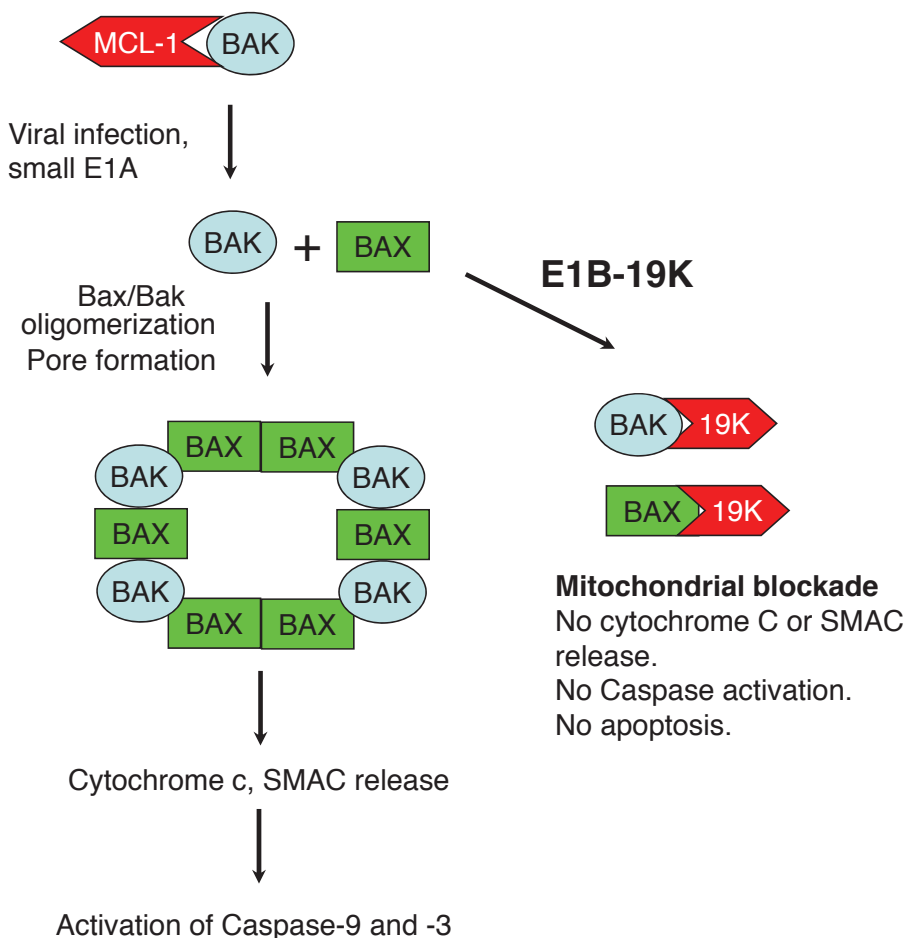 MCL-1 BAK
Viral infection,
small E1A
BAK + BAX
E1B-19K
Bax/Bak
oligomerization
Pore formation
BAX BAX
BAK BAK
BAX BAX
BAK BAK
BAX BAX
BAK 19K
BAX 19K
Mitochondrial blockade
No cytochrome C or SMAC
release.
No Caspase activation.
No apoptosis.
Cytochrome c, SMAC release
Activation of Caspase-9 and -3